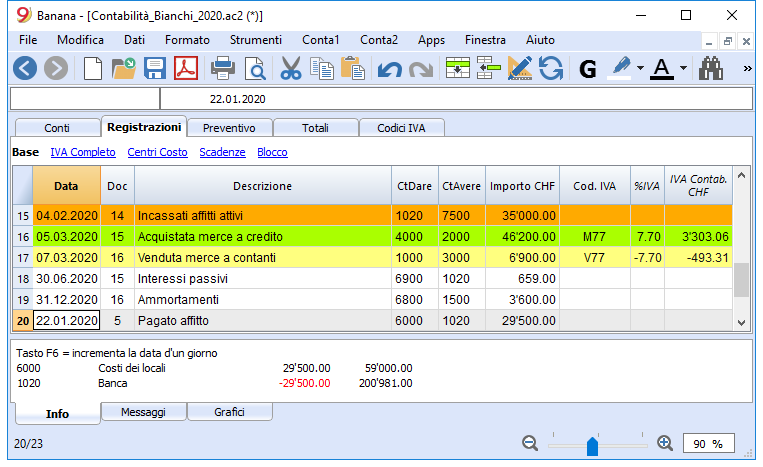 Banana - [Contabilità_Bianchi_2020.ac2 (*)]
File Modifica Dati Formato Strumenti Conta1 Conta2 Apps Finestra Aiuto
G A »
22.01.2020
Conti Registrazioni Preventivo Totali Codici IVA
Base IVA Completo Centri Costo Scadenze Blocco
Data Doc Descrizione CtDare CtAvere Importo CHF Cod. IVA %IVA IVA Contab. CHF
15 04.02.2020 14 Incassati affitti attivi 1020 7500 35'000.00
16 05.03.2020 15 Acquistata merce a credito 4000 2000 46'200.00 M77 7.70 3'303.06
17 07.03.2020 16 Venduta merce a contanti 1000 3000 6'900.00 V77 -7.70 -493.31
18 30.06.2020 15 Interessi passivi 6900 1020 659.00
19 31.12.2020 16 Ammortamenti 6800 1500 3'600.00
20 22.01.2020 5 Pagato affitto 6000 1020 29'500.00
Tasto F6 = incrementa la data d'un giorno
6000 Costi dei locali 29'500.00 59'000.00
1020 Banca -29'500.00 200'981.00
Info Messaggi Grafici
20/23 90 %